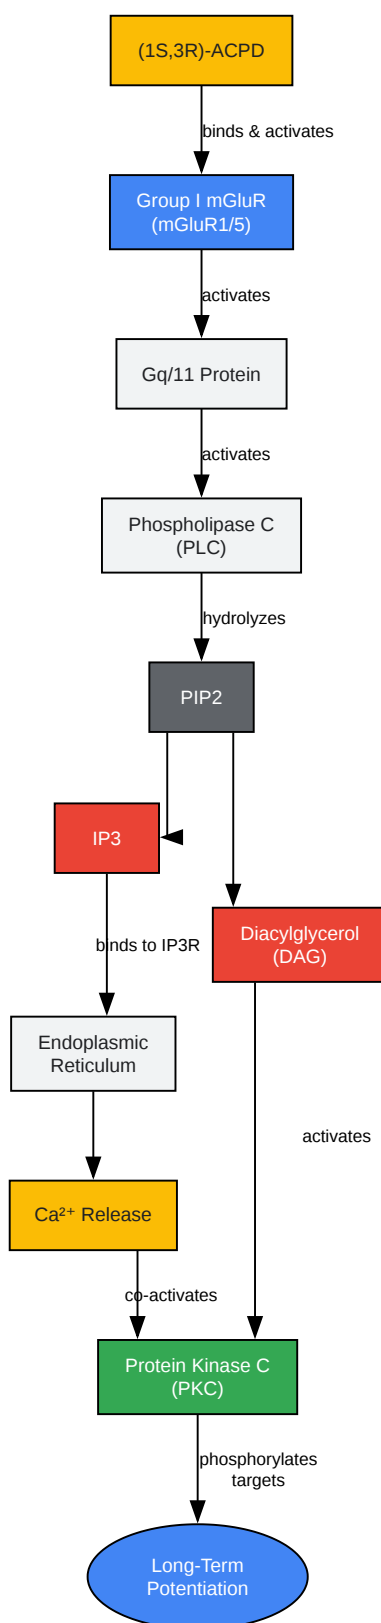 (1S,3R)-ACPD
binds & activates
Group I mGluR
(mGluR1/5)
activates
Gq/11 Protein
activates
Phospholipase C
(PLC)
hydrolyzes
PIP2
IP3
Diacylglycerol
(DAG)
binds to IP3R
Endoplasmic
Reticulum
activates
Ca²⁺ Release
co-activates
Protein Kinase C
(PKC)
phosphorylates
targets
Long-Term
Potentiation